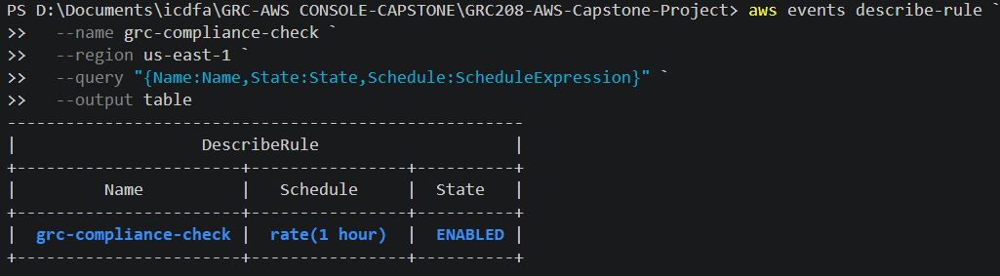 PS D:\Documents\icdfa\GRC-AWS CONSOLE-CAPSTONE\GRC208-AWS-Capstone-Project> aws events describe-rule `
>>   --name grc-compliance-check `
>>   --region us-east-1 `
>>   --query "{Name:Name,State:State,Schedule:ScheduleExpression}" `
>>   --output table
-----------------------------------------------------
|                   DescribeRule                    |
+-----------------------+----------------+----------+
|         Name          |   Schedule     |  State   |
+-----------------------+----------------+----------+
|  grc-compliance-check |  rate(1 hour)  |  ENABLED |
+-----------------------+----------------+----------+